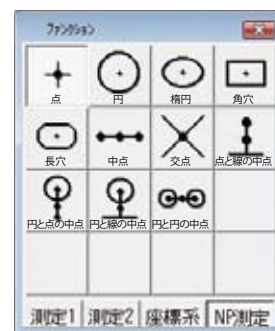 ファンクション
点 円 楕円 角穴
長穴 中点 交点 点と線の中点
円と点の中点 円と線の中点 円と円の中点
測定1 測定2 座標系 NP測定